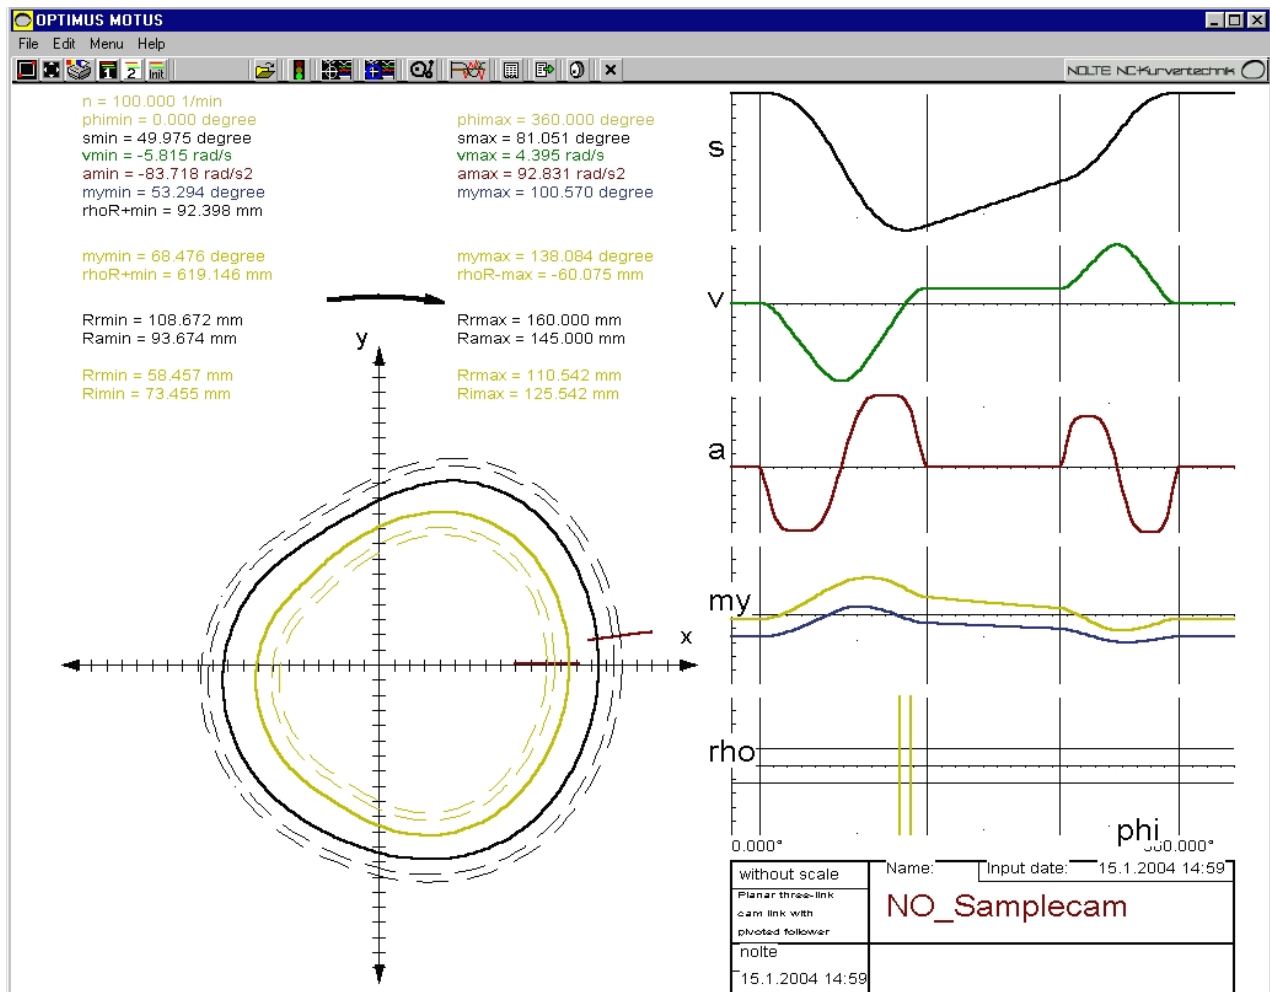 OPTIMUS MOTUS
File Edit Menu Help
1 2 Init
NOLTE NC-Kurventechnik
n = 100.000 1/min
phimin = 0.000 degree phimax = 360.000 degree
smin = 49.975 degree smax = 81.051 degree
vmin = -5.815 rad/s vmax = 4.395 rad/s
amin = -83.718 rad/s2 amax = 92.831 rad/s2
mymin = 53.294 degree mymax = 100.570 degree
rhoR+min = 92.398 mm
mymin = 68.476 degree mymax = 138.084 degree
rhoR+min = 619.146 mm rhoR-max = -60.075 mm
Rrmin = 108.672 mm Rrmax = 160.000 mm
Ramin = 93.674 mm Ramax = 145.000 mm
Rrmin = 58.457 mm Rrmax = 110.542 mm
Rimin = 73.455 mm Rimax = 125.542 mm
y
x
s
v
a
my
rho
phi
0.000° 360.000°
without scale
Planar three-link
cam link with
pivoted follower
nolte
15.1.2004 14:59
Name: Input date: 15.1.2004 14:59
NO_Samplecam